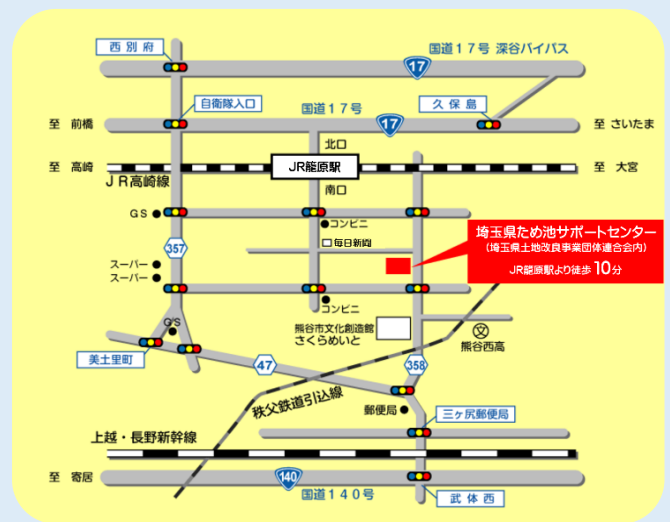 西別府
国道17号 深谷バイパス
17
自衛隊入口
国道17号
久保島
至 前橋
17
至 さいたま
北口
至 高崎
JR籠原駅
至 大宮
JR高崎線
南口
GS
コンビニ
埼玉県ため池サポートセンター
(埼玉県土地改良事業団体連合会内)
JR籠原駅より徒歩10分
毎日新聞
357
スーパー
スーパー
コンビニ
GS
熊谷市文化創造館
さくらめいと
文
熊谷西高
美土里町
47
358
秩父鉄道引込線
郵便局
三ヶ尻郵便局
上越・長野新幹線
至 寄居
140
国道140号
武体西